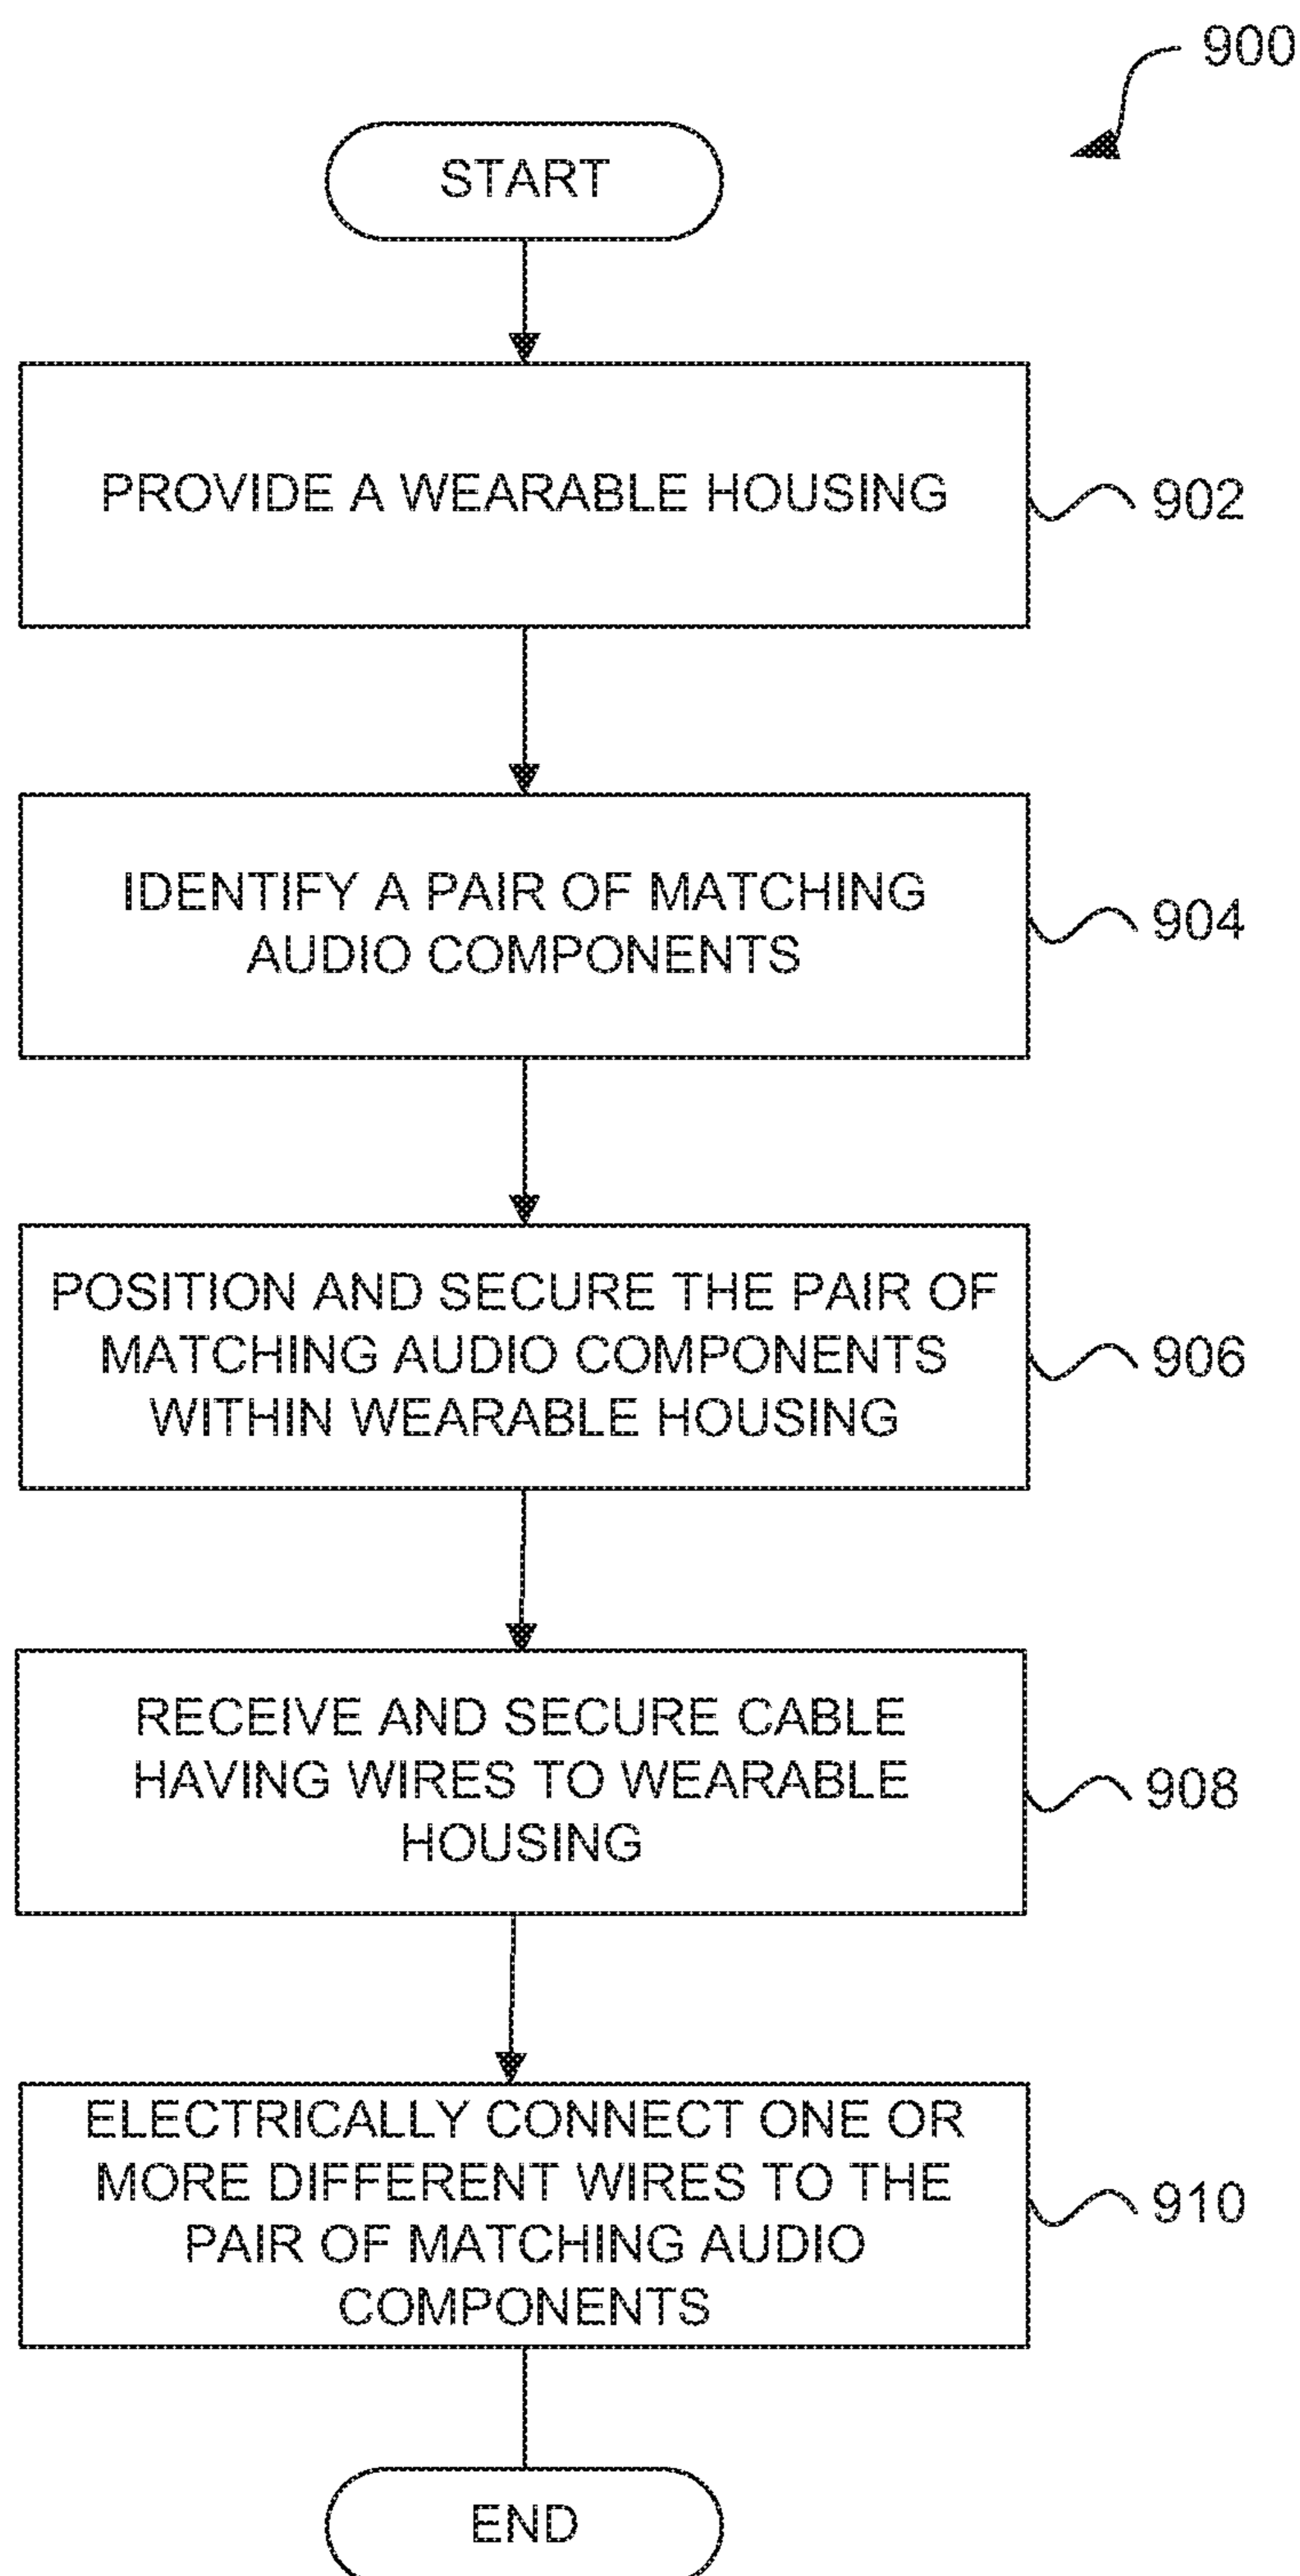 900
START
PROVIDE A WEARABLE HOUSING
902
IDENTIFY A PAIR OF MATCHING
AUDIO COMPONENTS
904
POSITION AND SECURE THE PAIR OF
MATCHING AUDIO COMPONENTS
WITHIN WEARABLE HOUSING
906
RECEIVE AND SECURE CABLE
HAVING WIRES TO WEARABLE
HOUSING
908
ELECTRICALLY CONNECT ONE OR
MORE DIFFERENT WIRES TO THE
PAIR OF MATCHING AUDIO
COMPONENTS
910
END